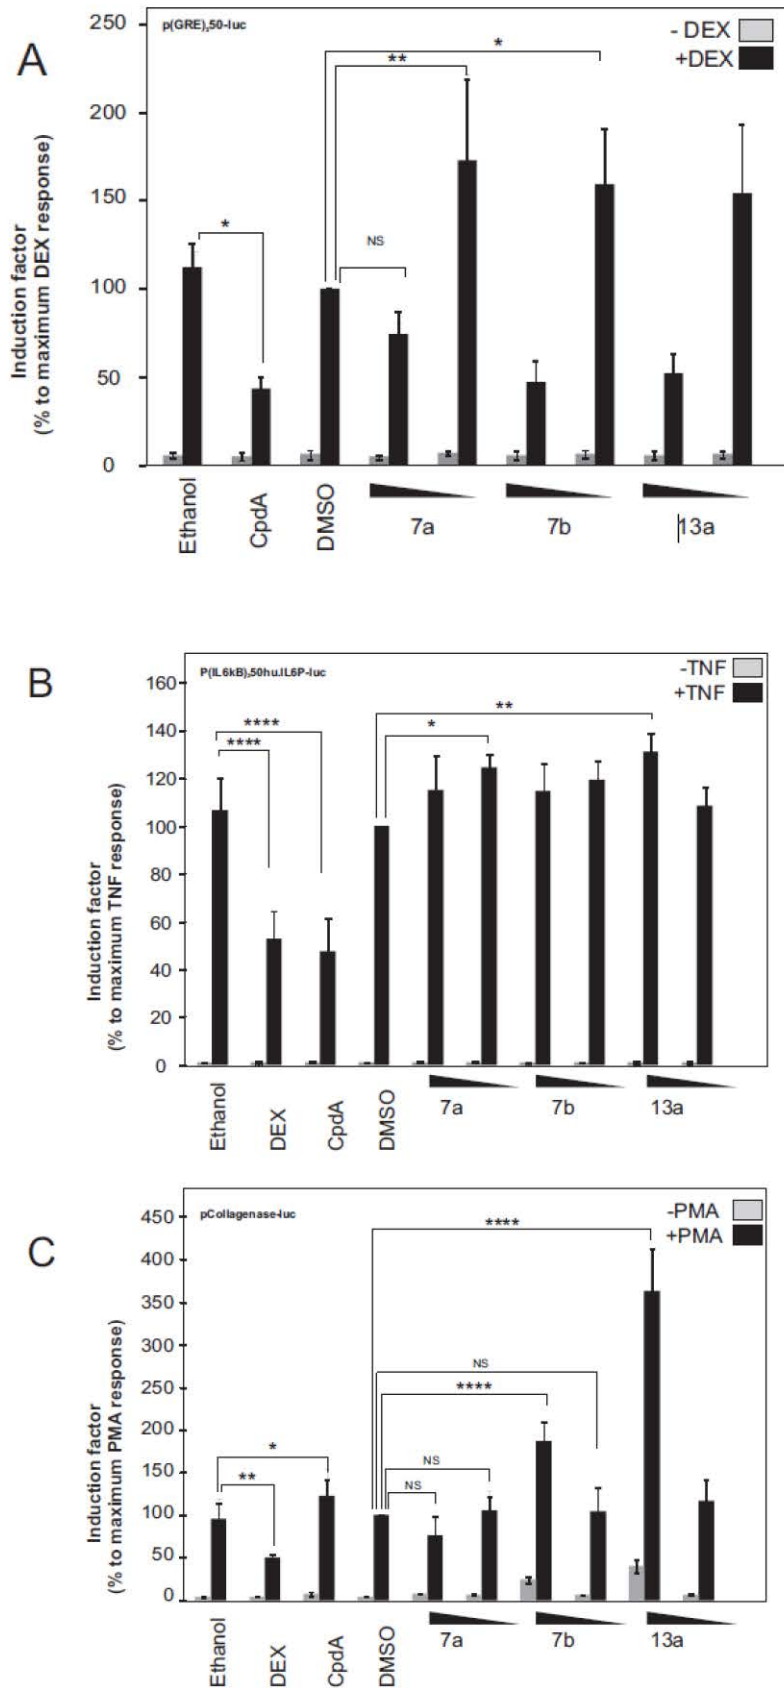 A
p(GRE)₂50-luc
- DEX
+DEX
Induction factor
(% to maximum DEX response)
250
200
150
100
50
0
*
*
**
NS
Ethanol
CpdA
DMSO
7a
7b
13a
B
P(IL6kB)₃50hu.IL6P-luc
-TNF
+TNF
Induction factor
(% to maximum TNF response)
160
140
120
100
80
60
40
20
0
****
****
**
*
Ethanol
DEX
CpdA
DMSO
7a
7b
13a
C
pCollagenase-luc
-PMA
+PMA
Induction factor
(% to maximum PMA response)
450
400
350
300
250
200
150
100
50
0
****
NS
****
*
**
NS
NS
Ethanol
DEX
CpdA
DMSO
7a
7b
13a